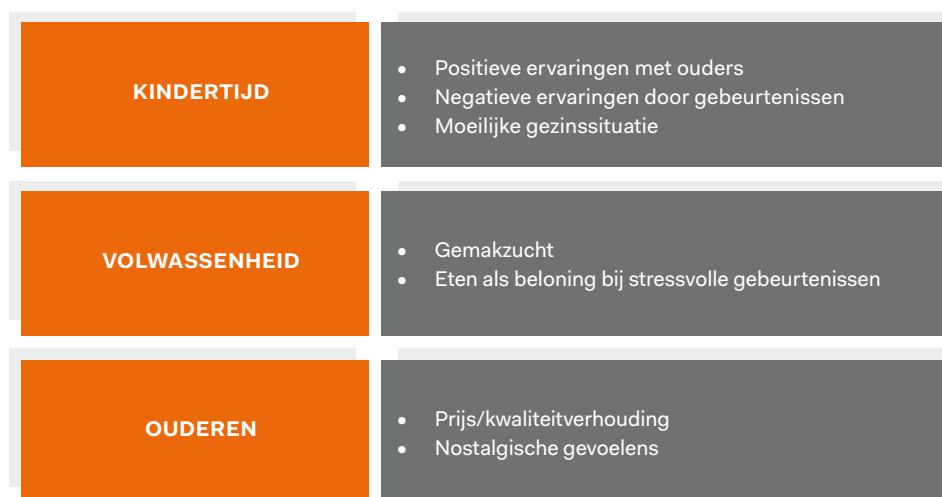 KINDERTIJD
• Positieve ervaringen met ouders
• Negatieve ervaringen door gebeurtenissen
• Moeilijke gezinssituatie
VOLWASSENHEID
• Gemakzucht
• Eten als beloning bij stressvolle gebeurtenissen
OUDEREN
• Prijs/kwaliteitverhouding
• Nostalgische gevoelens